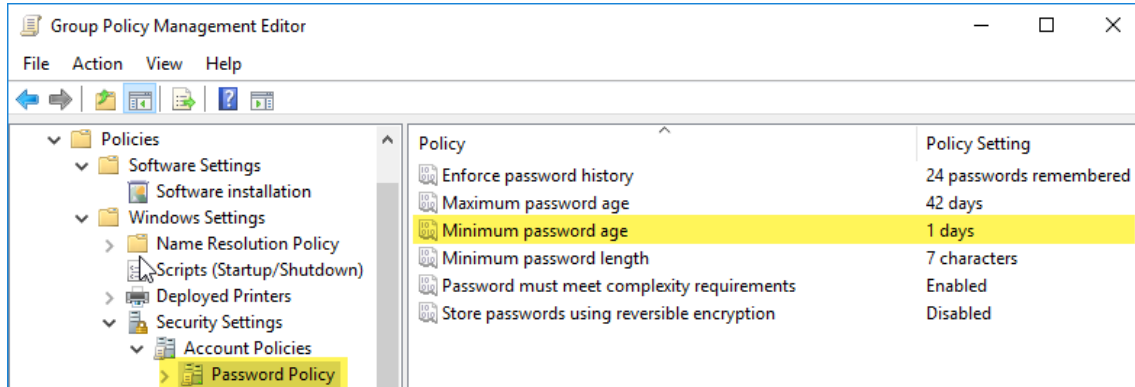 Group Policy Management Editor
File Action View Help
Policies
Software Settings
Software installation
Windows Settings
Name Resolution Policy
Scripts (Startup/Shutdown)
Deployed Printers
Security Settings
Account Policies
Password Policy
Policy Policy Setting
Enforce password history 24 passwords remembered
Maximum password age 42 days
Minimum password age 1 days
Minimum password length 7 characters
Password must meet complexity requirements Enabled
Store passwords using reversible encryption Disabled